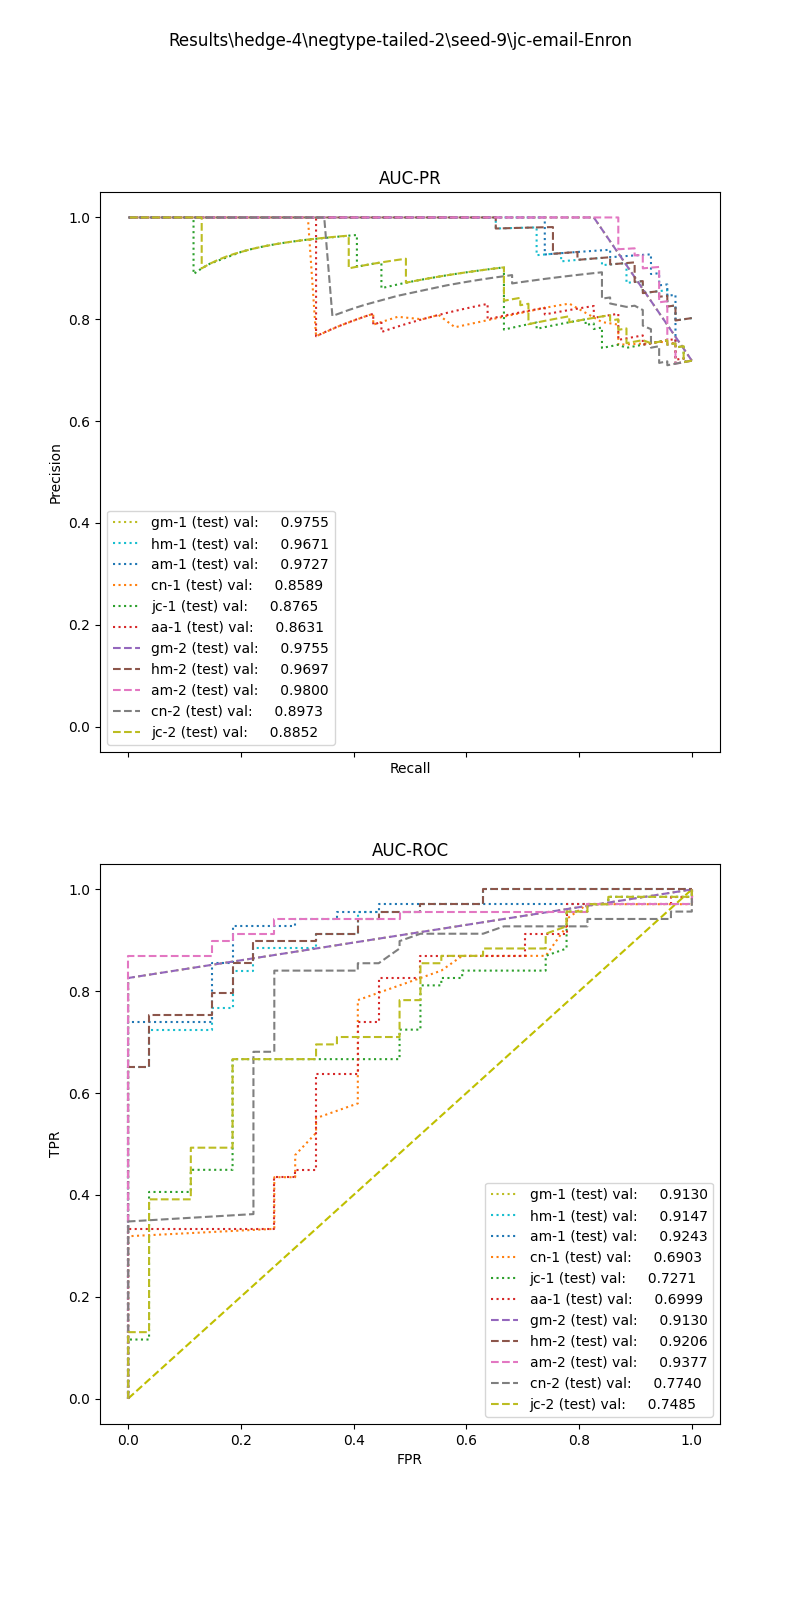 Results\hedge-4\negtype-tailed-2\seed-9\jc-email-Enron
AUC-PR
1.0
0.8
0.6
0.4
0.2
0.0
Precision
gm-1 (test) val: 0.9755
hm-1 (test) val: 0.9671
am-1 (test) val: 0.9727
cn-1 (test) val: 0.8589
jc-1 (test) val: 0.8765
aa-1 (test) val: 0.8631
gm-2 (test) val: 0.9755
hm-2 (test) val: 0.9697
am-2 (test) val: 0.9800
cn-2 (test) val: 0.8973
jc-2 (test) val: 0.8852
Recall
AUC-ROC
1.0
0.8
0.6
0.4
0.2
0.0
TPR
gm-1 (test) val: 0.9130
hm-1 (test) val: 0.9147
am-1 (test) val: 0.9243
cn-1 (test) val: 0.6903
jc-1 (test) val: 0.7271
aa-1 (test) val: 0.6999
gm-2 (test) val: 0.9130
hm-2 (test) val: 0.9206
am-2 (test) val: 0.9377
cn-2 (test) val: 0.7740
jc-2 (test) val: 0.7485
0.0 0.2 0.4 0.6 0.8 1.0
FPR